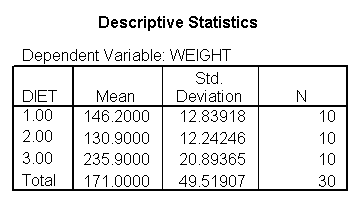 Descriptive Statistics
Dependent Variable: WEIGHT
Std.
DIET Mean Deviation N
1.00 146.2000 12.83918 10
2.00 130.9000 12.24246 10
3.00 235.9000 20.89365 10
Total 171.0000 49.51907 30